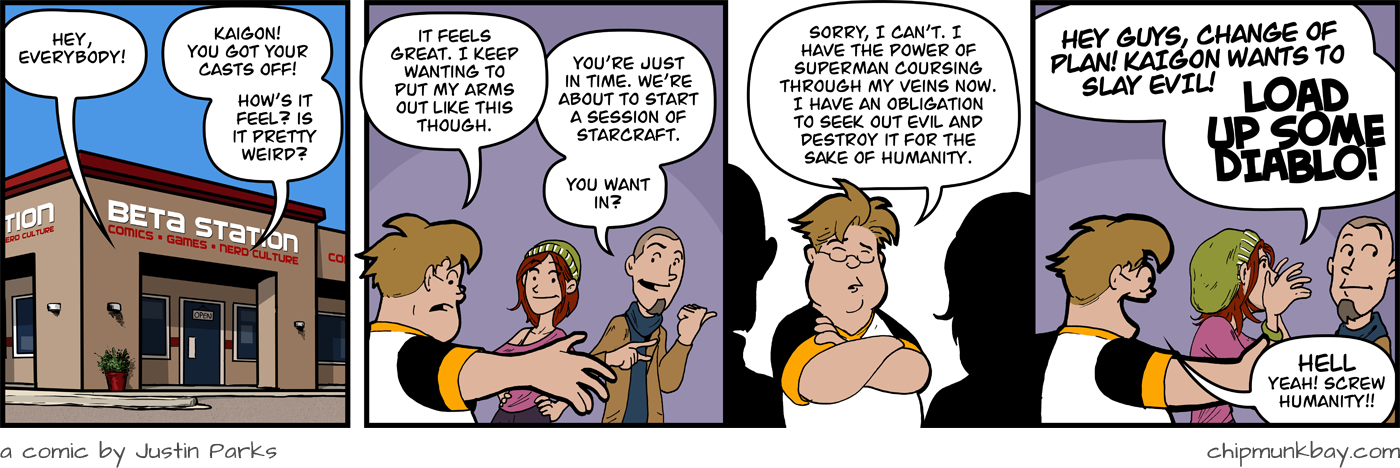 HEY,
EVERYBODY!
KAIGON!
YOU GOT YOUR
CASTS OFF!
HOW'S IT
FEEL? IS
IT PRETTY
WEIRD?
TION
ERD CULTURE
BETA STATION
COMICS • GAMES • NERD CULTURE
CO
OPEN
IT FEELS
GREAT. I KEEP
WANTING TO
PUT MY ARMS
OUT LIKE THIS
THOUGH.
YOU'RE JUST
IN TIME. WE'RE
ABOUT TO START
A SESSION OF
STARCRAFT.
YOU WANT
IN?
SORRY, I CAN'T. I
HAVE THE POWER OF
SUPERMAN COURSING
THROUGH MY VEINS NOW.
I HAVE AN OBLIGATION
TO SEEK OUT EVIL AND
DESTROY IT FOR THE
SAKE OF HUMANITY.
HEY GUYS, CHANGE OF
PLAN! KAIGON WANTS TO
SLAY EVIL!
LOAD
UP SOME
DIABLO!
HELL
YEAH! SCREW
HUMANITY!!
a comic by Justin Parks
chipmunkbay.com